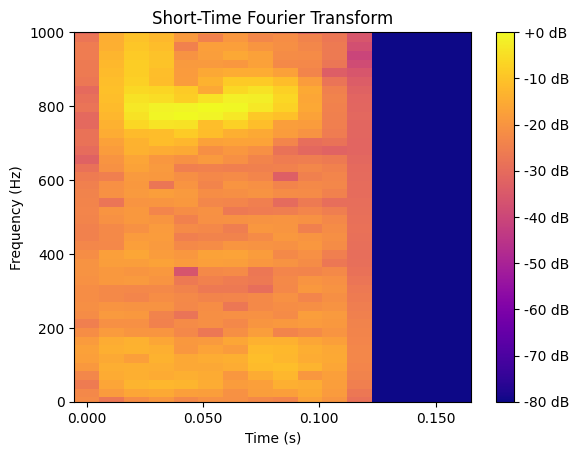 Short-Time Fourier Transform
1000
800
600
400
200
0
Frequency (Hz)
0.000
0.050
0.100
0.150
Time (s)
+0 dB
-10 dB
-20 dB
-30 dB
-40 dB
-50 dB
-60 dB
-70 dB
-80 dB